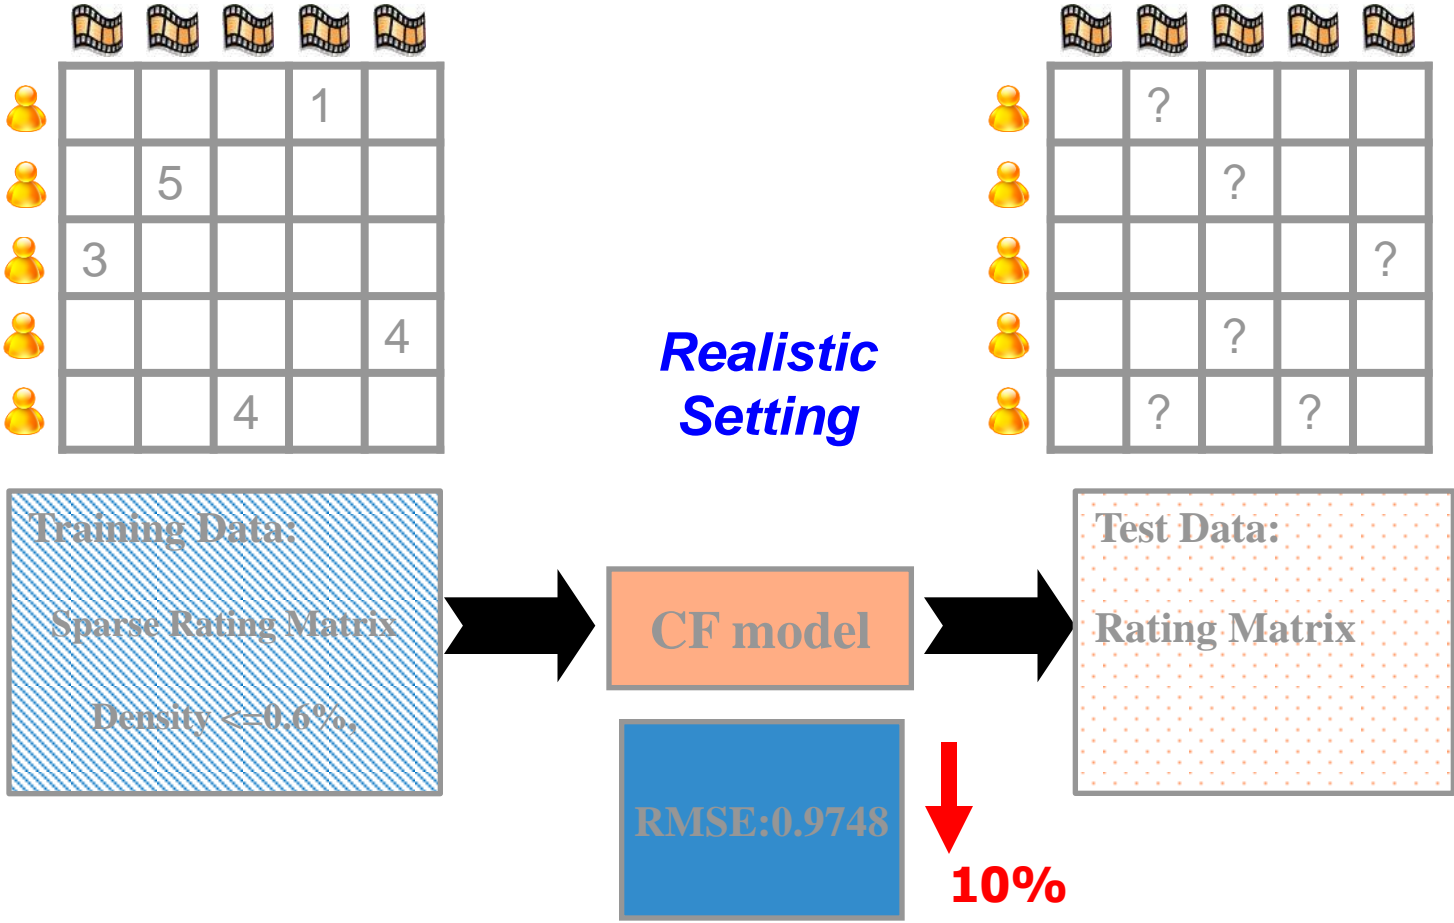 1
5
3
4
4
?
?
?
?
? ?
Realistic
Setting
Training Data:
Sparse Rating Matrix
Density <=0.6%,
CF model
RMSE:0.9748
10%
Test Data:
Rating Matrix